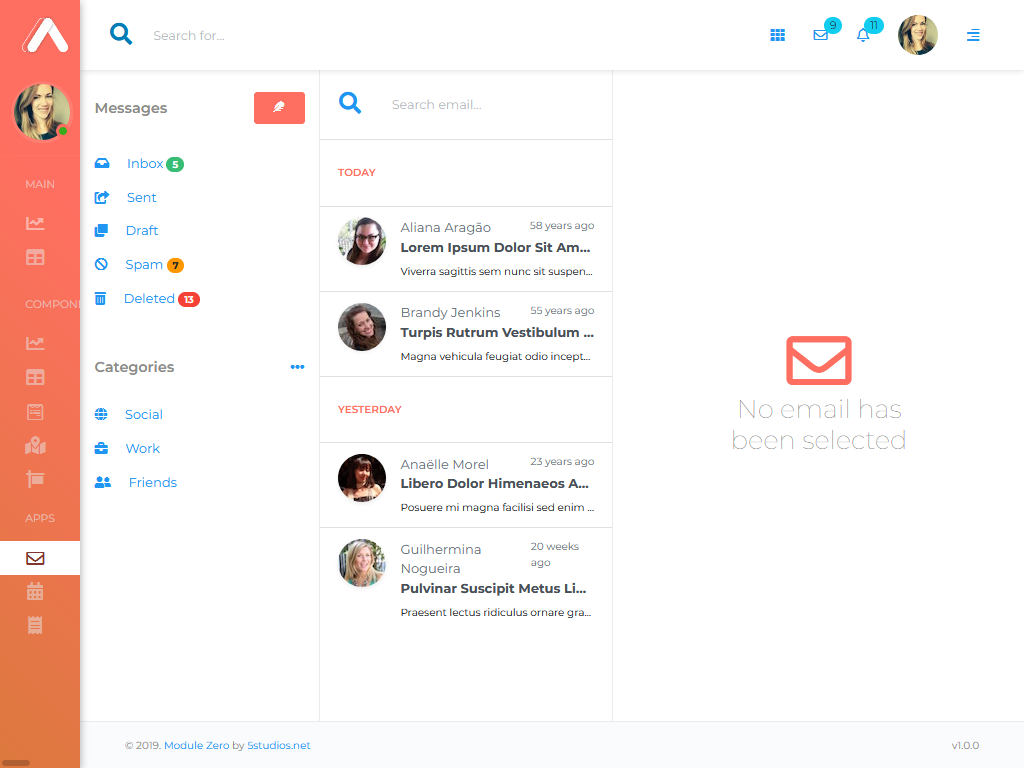 Search for...
9
11
MAIN
COMPON
APPS
Messages
Inbox 5
Sent
Draft
Spam 7
Deleted 13
Categories
Social
Work
Friends
Search email...
TODAY
Aliana Aragão 58 years ago
Lorem Ipsum Dolor Sit Am...
Viverra sagittis sem nunc sit suspen...
Brandy Jenkins 55 years ago
Turpis Rutrum Vestibulum ...
Magna vehicula feugiat odio incept...
YESTERDAY
Anaëlle Morel 23 years ago
Libero Dolor Himenaeos A...
Posuere mi magna facilisi sed enim ...
Guilhermina 20 weeks
Nogueira ago
Pulvinar Suscipit Metus Li...
Praesent lectus ridiculus ornare gra...
No email has
been selected
© 2019. Module Zero by 5studios.net
v1.0.0